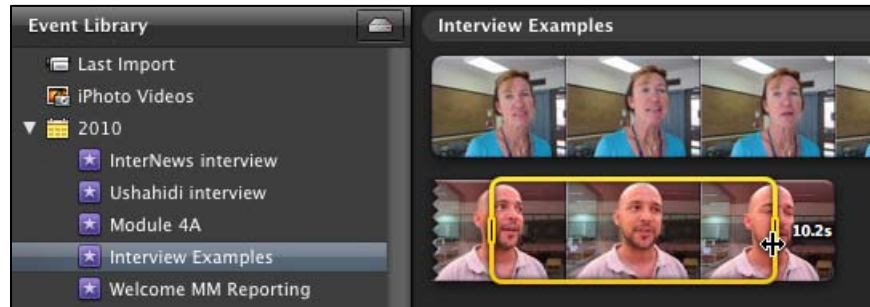 Event Library
Last Import
iPhoto Videos
2010
InterNews interview
Ushahidi interview
Module 4A
Interview Examples
Welcome MM Reporting
Interview Examples
10.2s